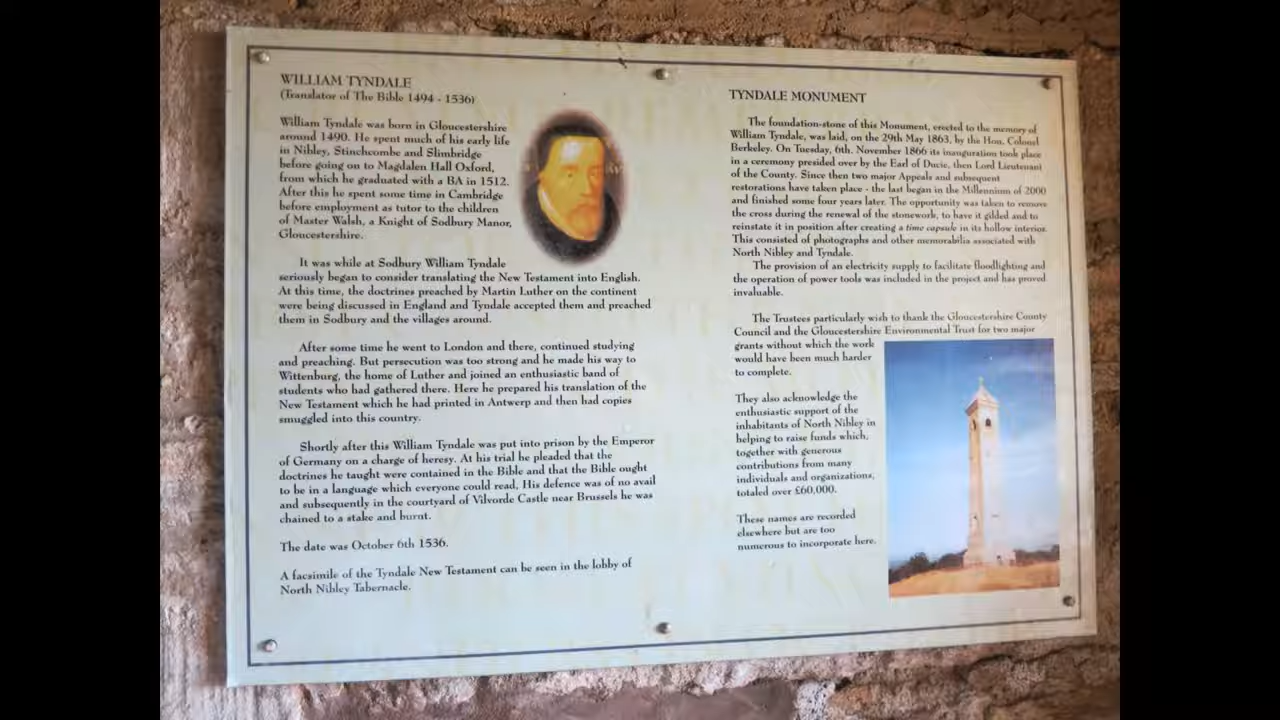 WILLIAM TYNDALE
(Translator of The Bible 1494 - 1536)
William Tyndale was born in Gloucestershire
around 1490. He spent much of his early life
in Nibley, Stinchcombe and Slimbridge
before going on to Magdalen Hall Oxford,
from which he graduated with a BA in 1512.
After this he spent some time in Cambridge
before employment as tutor to the children
of Master Walsh, a Knight of Sodbury Manor,
Gloucestershire.
It was while at Sodbury William Tyndale
seriously began to consider translating the New Testament into English.
At this time, the doctrines preached by Martin Luther on the continent
were being discussed in England and Tyndale accepted them and preached
them in Sodbury and the villages around.
After some time he went to London and there, continued studying
and preaching. But persecution was too strong and he made his way to
Wittenburg, the home of Luther and joined an enthusiastic band of
students who had gathered there. Here he prepared his translation of the
New Testament which he had printed in Antwerp and then had copies
smuggled into this country.
Shortly after this William Tyndale was put into prison by the Emperor
of Germany on a charge of heresy. At his trial he pleaded that the
doctrines he taught were contained in the Bible and that the Bible ought
to be in a language which everyone could read. His defence was of no avail
and subsequently in the courtyard of Vilvorde Castle near Brussels he was
chained to a stake and burnt.
The date was October 6th 1536.
A facsimile of the Tyndale New Testament can be seen in the lobby of
North Nibley Tabernacle.
TYNDALE MONUMENT
The foundation-stone of this Monument, erected to the memory of
William Tyndale, was laid, on the 29th May 1863, by the Hon. Colonel
Berkeley. On Tuesday, 6th. November 1866 its inauguration took place
in a ceremony presided over by the Earl of Ducie, then Lord Lieutenant
of the County. Since then two major Appeals and subsequent
restorations have taken place - the last began in the Millennium of 2000
and finished some four years later. The opportunity was taken to remove
the cross during the renewal of the stonework, to have it gilded and to
reinstate it in position after creating a time capsule in its hollow interior.
This consisted of photographs and other memorabilia associated with
North Nibley and Tyndale.
The provision of an electricity supply to facilitate floodlighting and
the operation of power tools was included in the project and has proved
invaluable.
The Trustees particularly wish to thank the Gloucestershire County
Council and the Gloucestershire Environmental Trust for two major
grants without which the work
would have been much harder
to complete.
They also acknowledge the
enthusiastic support of the
inhabitants of North Nibley in
helping to raise funds which,
together with generous
contributions from many
individuals and organizations,
totaled over £60,000.
These names are recorded
elsewhere but are too
numerous to incorporate here.